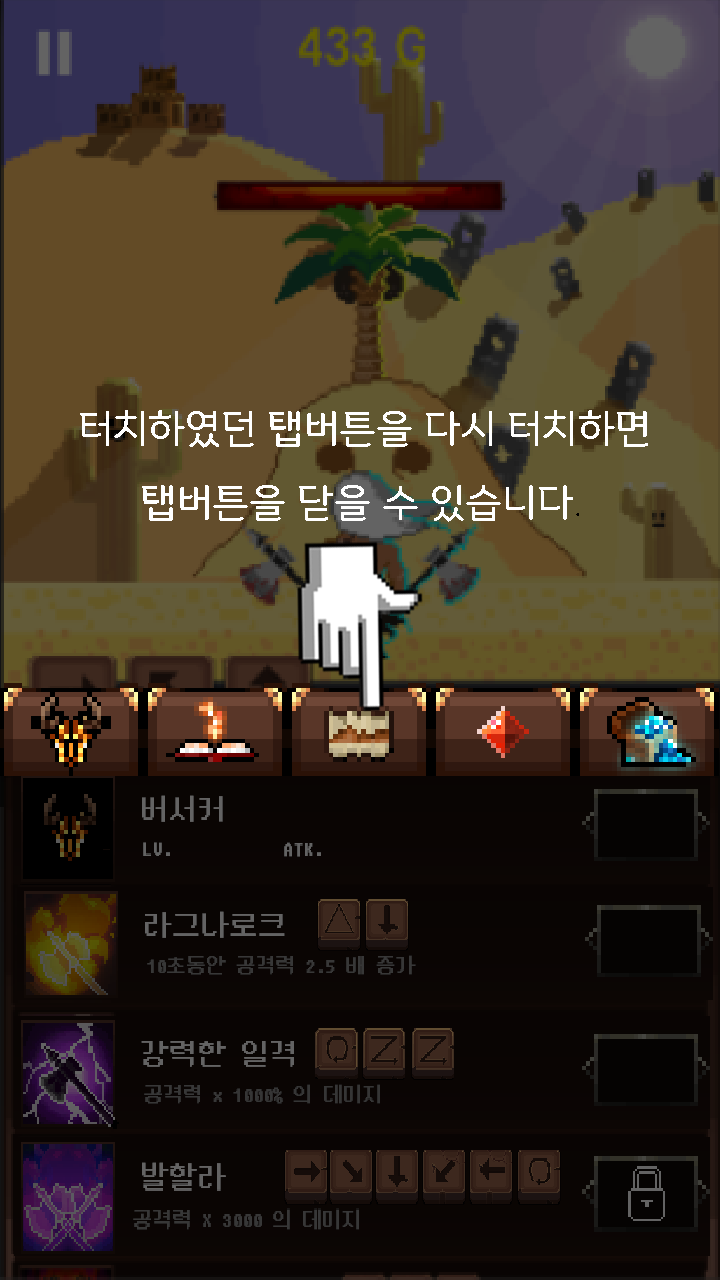 433 G
터치하였던 탭버튼을 다시 터치하면
탭버튼을 닫을 수 있습니다.
버서커
LV. ATK.
라그나로크
10초동안 공격력 2.5 배 증가
강력한 일격
공격력 x 1000% 의 데미지
발할라
공격력 X 3000 의 데미지